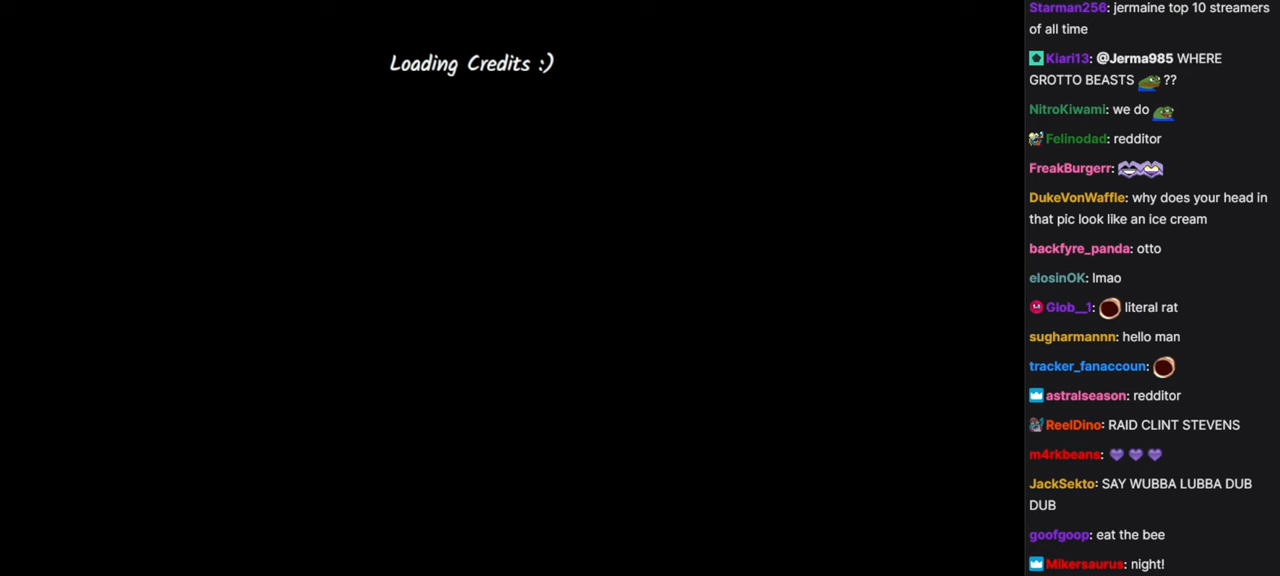 Loading Credits :)
Starman256: jermaine top 10 streamers
of all time
Kiari13: @Jerma985 WHERE
GROTTO BEASTS ??
NitroKiwami: we do
Felinodad: redditor
FreakBurgerr:
DukeVonWaffle: why does your head in
that pic look like an ice cream
backfyre_panda: otto
elosinOK: lmao
Glob__1: literal rat
sugharmannn: hello man
tracker_fanaccoun:
astralseason: redditor
ReelDino: RAID CLINT STEVENS
m4rkbeans: 💜 💜 💜
JackSekto: SAY WUBBA LUBBA DUB
DUB
goofgoop: eat the bee
Mikersaurus: night!